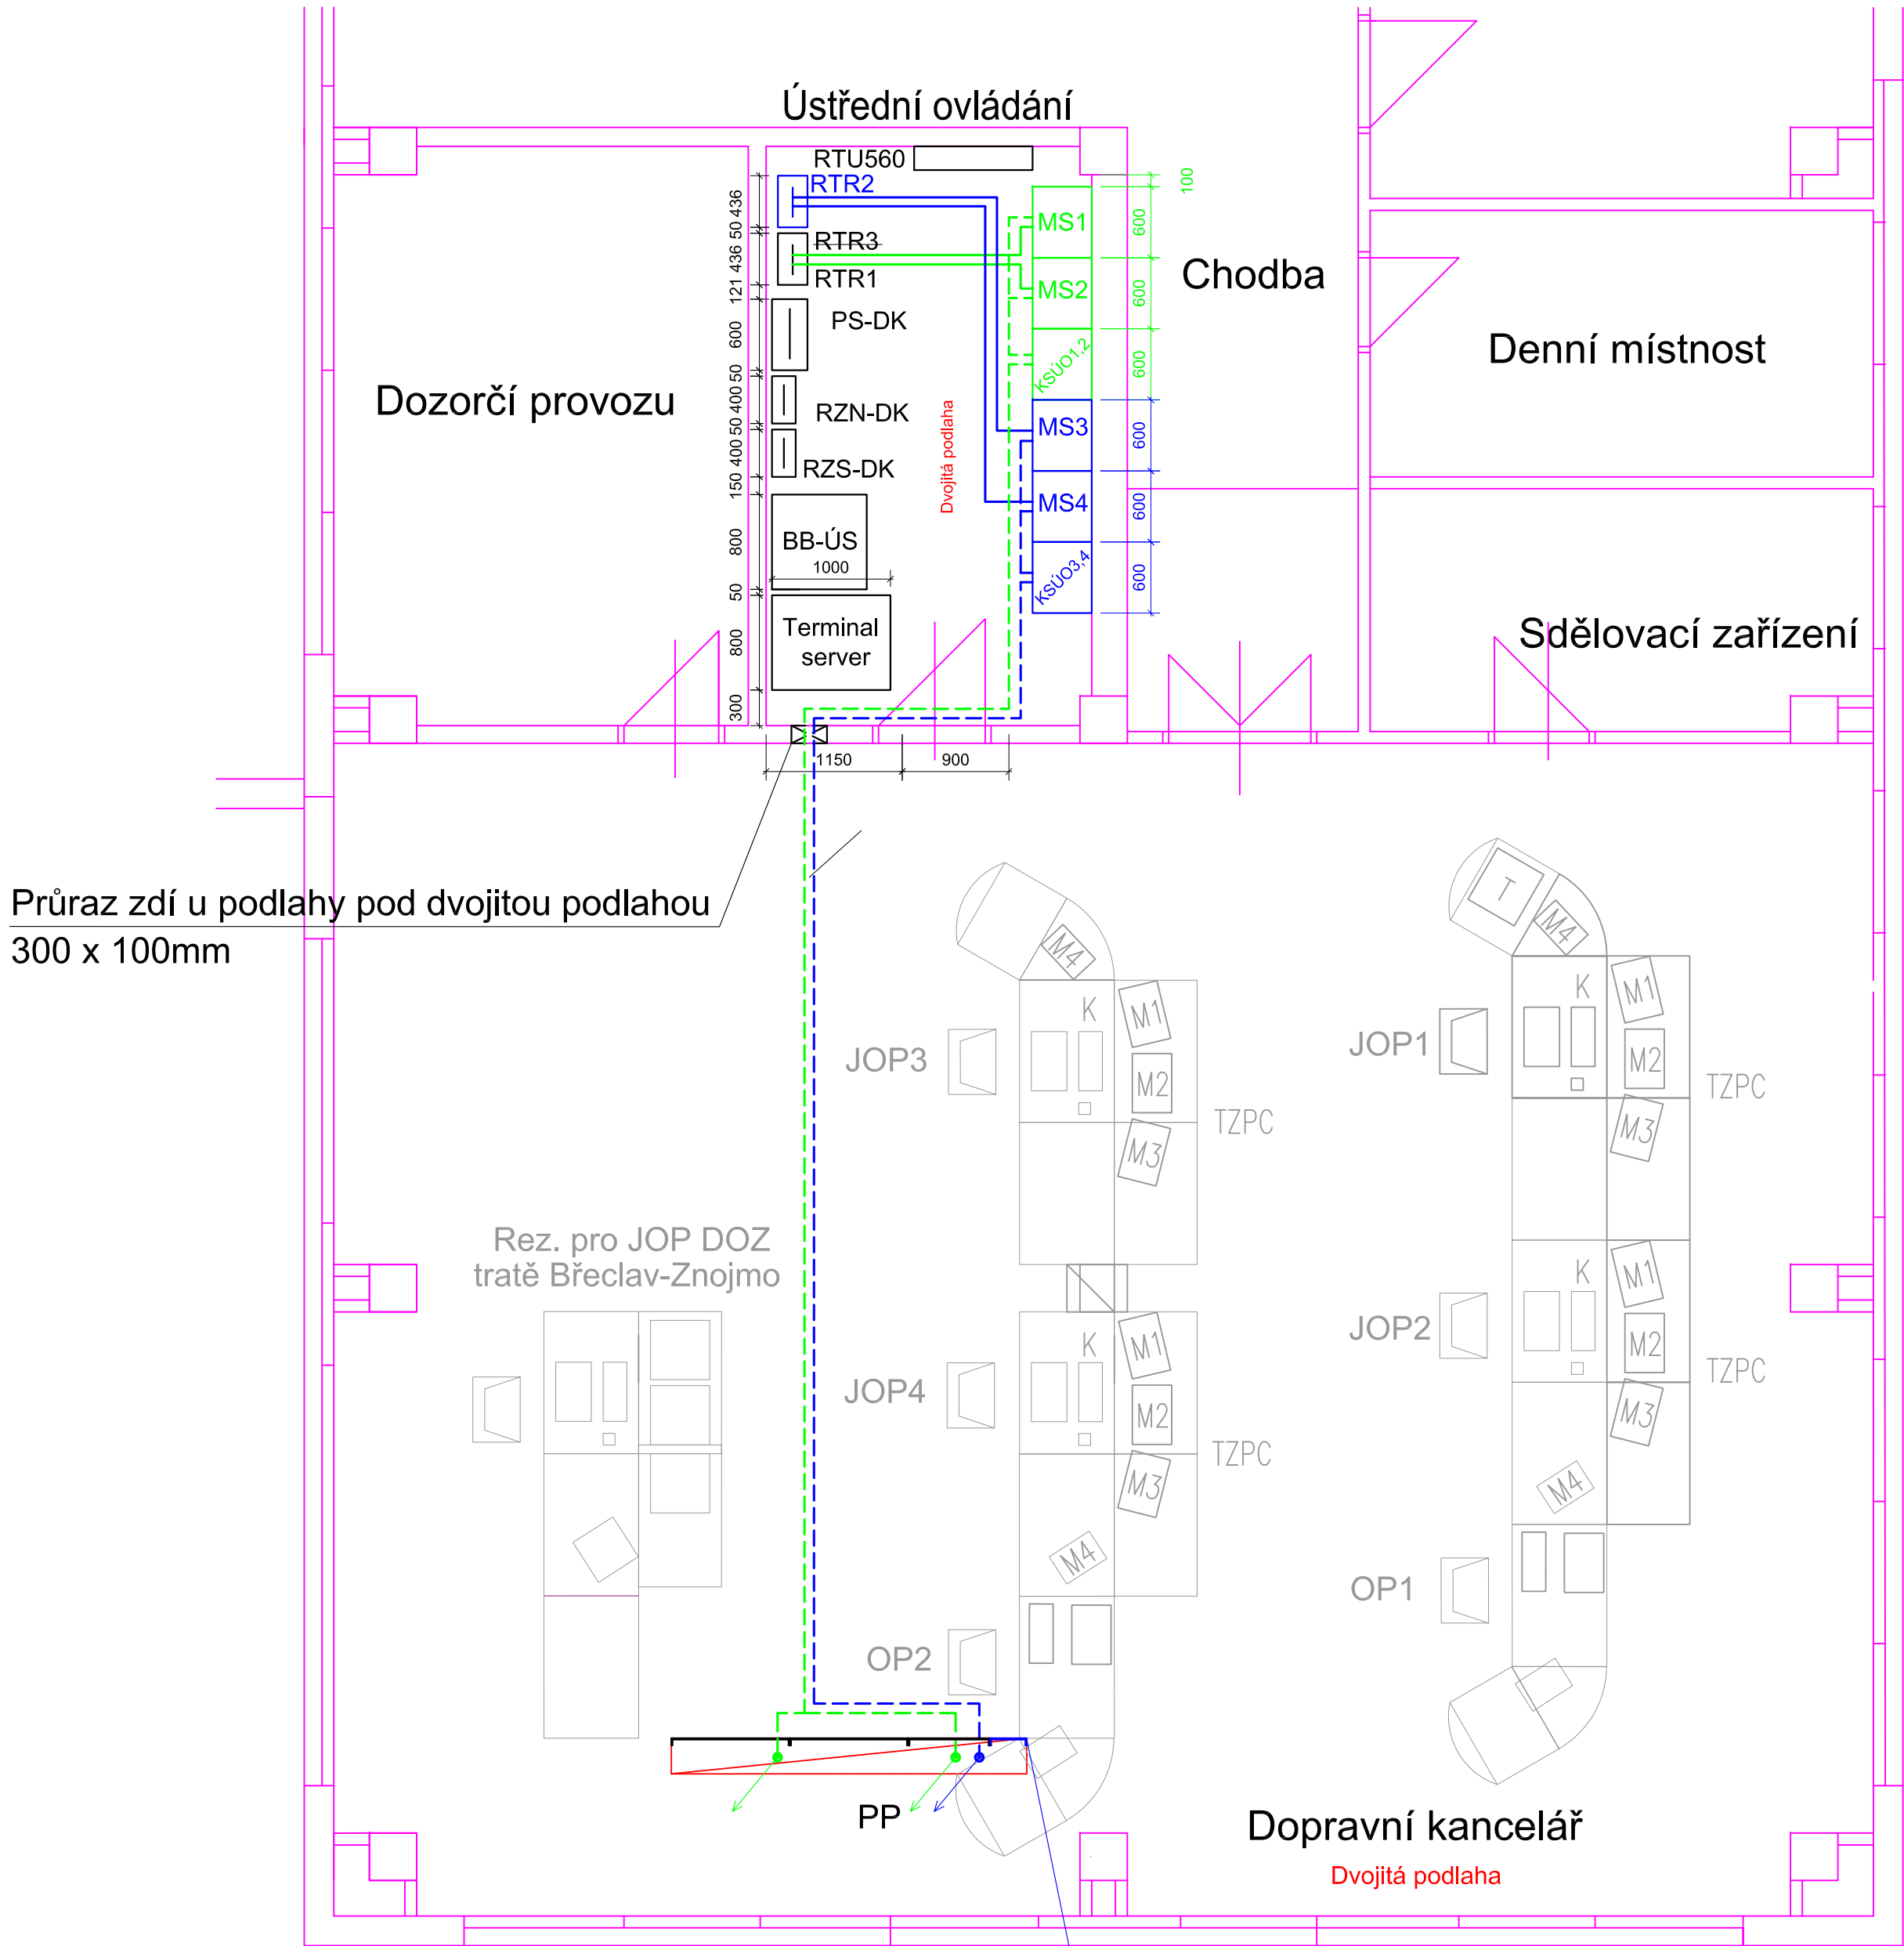 Ústřední ovládání
RTU560
RTR2
RTR3
RTR1
PS-DK
RZN-DK
RZS-DK
BB-ÚS
1000
Terminal
server
436
50
436
121
600
50
400
50
400
150
800
50
800
300
MS1
MS2
KSÚO1,2
MS3
MS4
KSÚO3,4
100
600
600
600
600
600
600
Dvojitá podlaha
Dozorčí provozu
Chodba
Denní místnost
Sdělovací zařízení
1150
900
Průraz zdí u podlahy pod dvojitou podlahou
300 x 100mm
M4
K
M1
JOP3
M2
TZPC
M3
T
M4
K
M1
JOP1
M2
TZPC
M3
Rez. pro JOP DOZ
tratě Břeclav-Znojmo
K
M1
JOP4
M2
TZPC
M3
M4
OP2
K
M1
JOP2
M2
TZPC
M3
M4
OP1
PP
Dopravní kancelář
Dvojitá podlaha